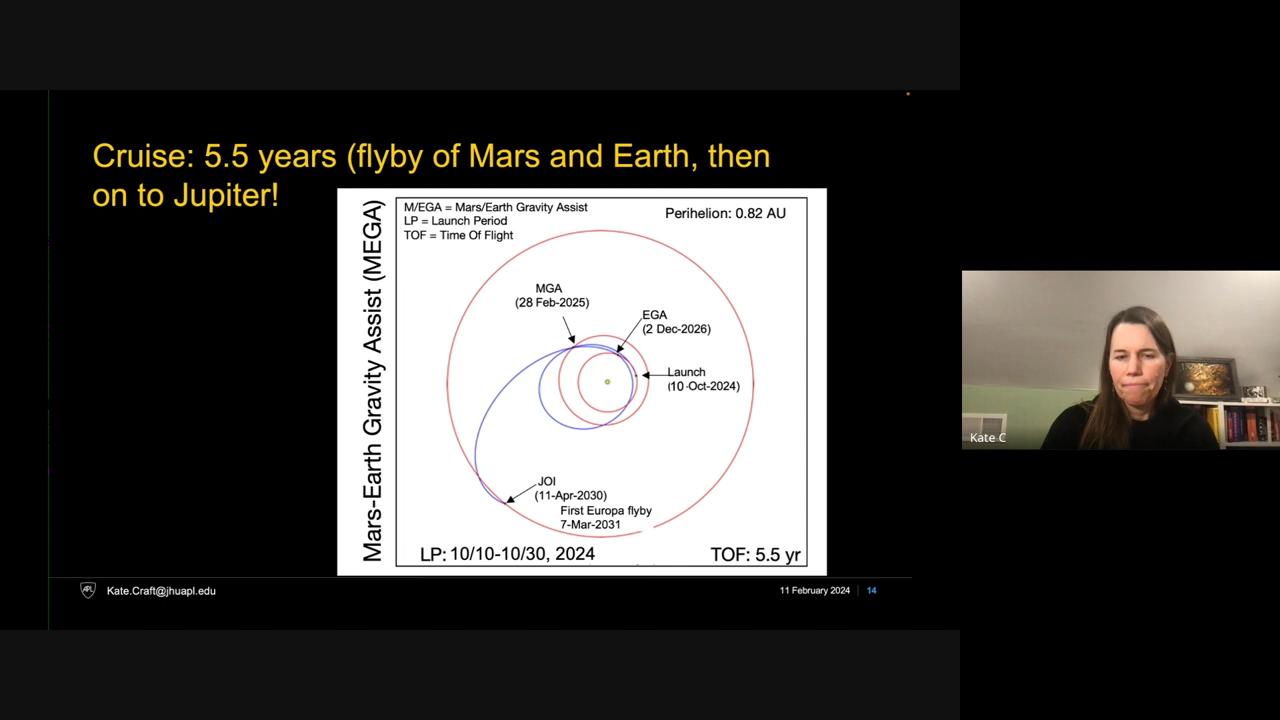 Cruise: 5.5 years (flyby of Mars and Earth, then
on to Jupiter!
Mars-Earth Gravity Assist (MEGA)
M/EGA = Mars/Earth Gravity Assist
LP = Launch Period
TOF = Time Of Flight
Perihelion: 0.82 AU
MGA
(28 Feb-2025)
EGA
(2 Dec-2026)
Launch
(10 Oct-2024)
JOI
(11-Apr-2030)
First Europa flyby
7-Mar-2031
LP: 10/10-10/30, 2024
TOF: 5.5 yr
APL
Kate.Craft@jhuapl.edu
11 February 2024
14
Kate C